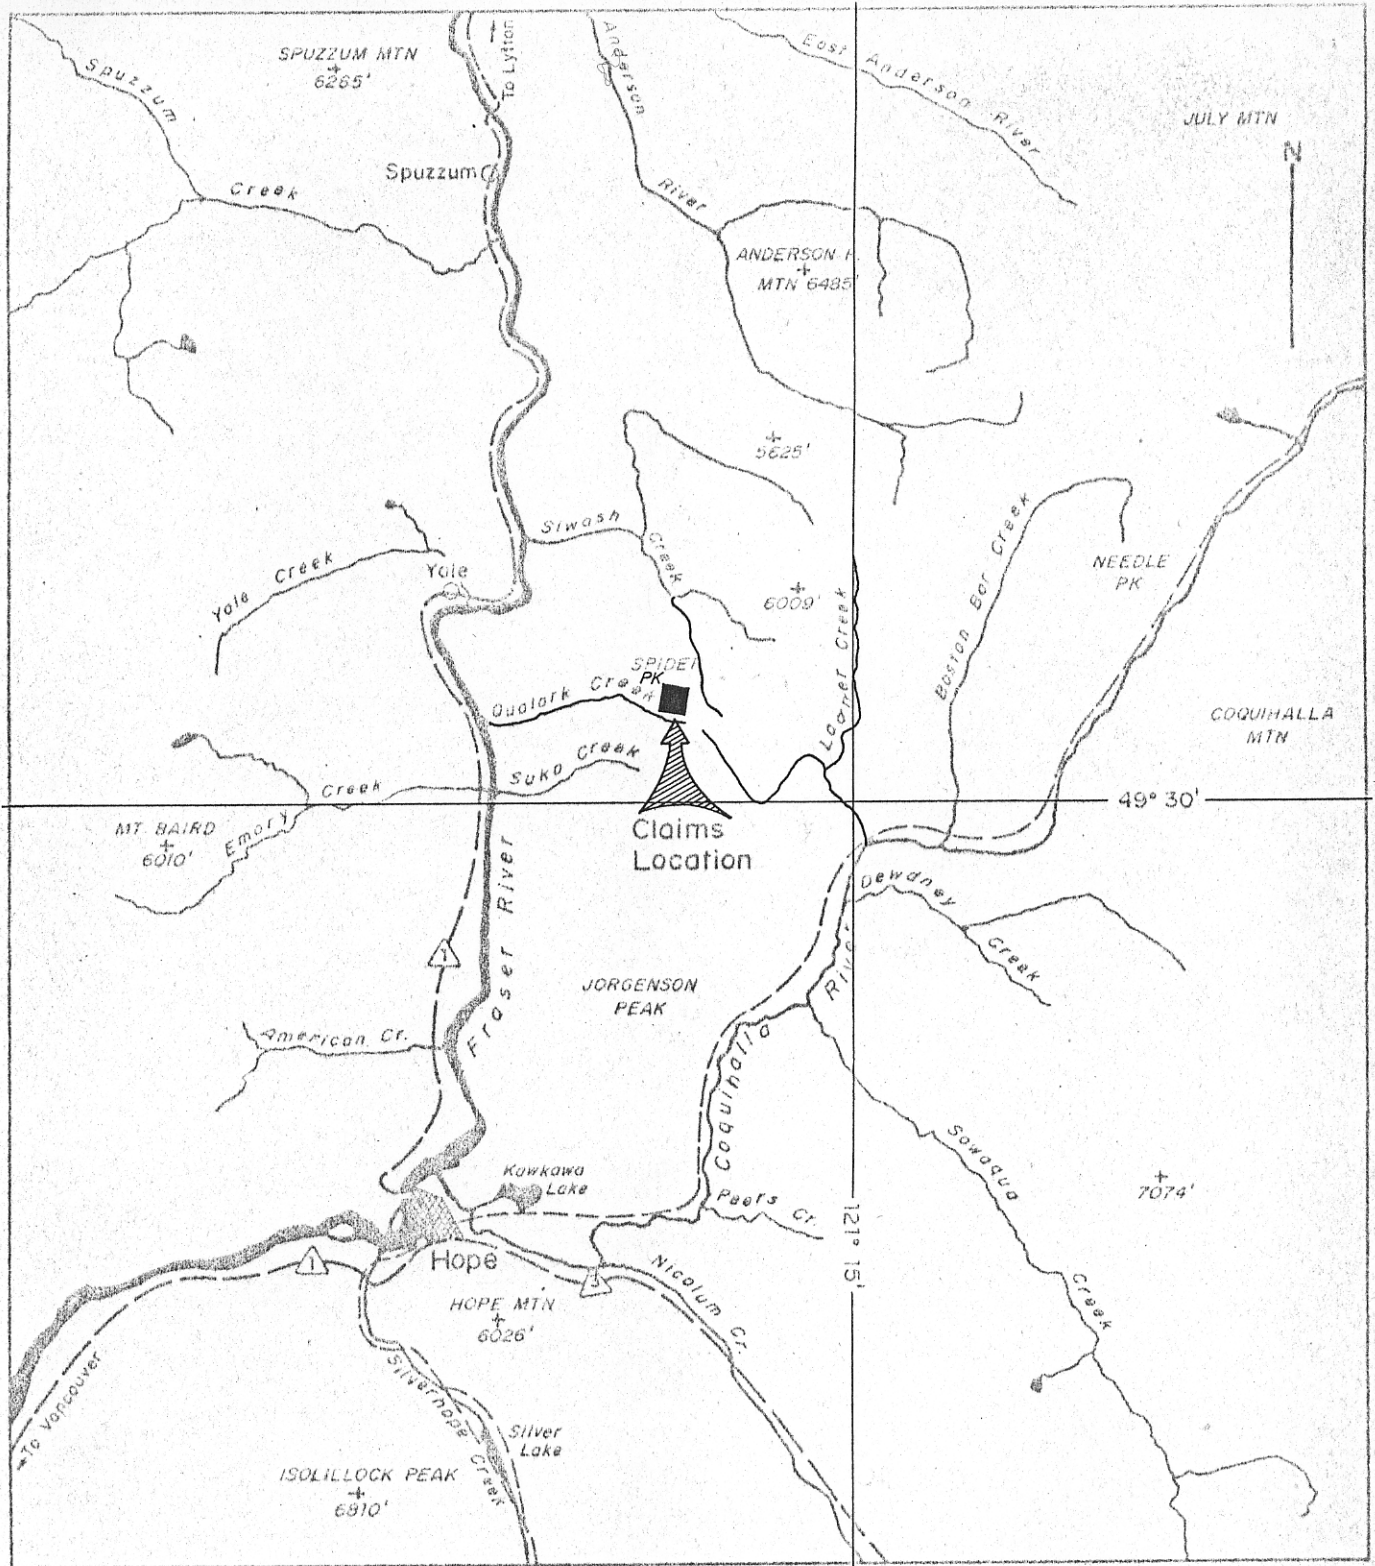 To Lytton
Anderson
River
East Anderson River
SPUZZUM MTN
6265'
Spuzzum
Creek
JULY MTN
N
Spuzzum
ANDERSON R.
MTN 6485'
5625'
Siwash
Creek
Boston Bar Creek
NEEDLE
PK
Yale
Yale Creek
6009'
Ladner Creek
SPIDER
PK
Qualark Creek
COQUIHALLA
MTN
Suka Creek
Emory Creek
49° 30'
MT. BAIRD
6010'
Claims
Location
Fraser River
Dewdney
Creek
1
JORGENSON
PEAK
Coquihalla River
American Cr.
Sowaqua
Creek
Kawkawa
Lake
7074'
Peers Cr.
121° 15'
Hope
1
3
Nicolum Cr.
HOPE MTN
6026'
To Vancouver
Silverhope Creek
Silver
Lake
ISOLILLOCK PEAK
6810'